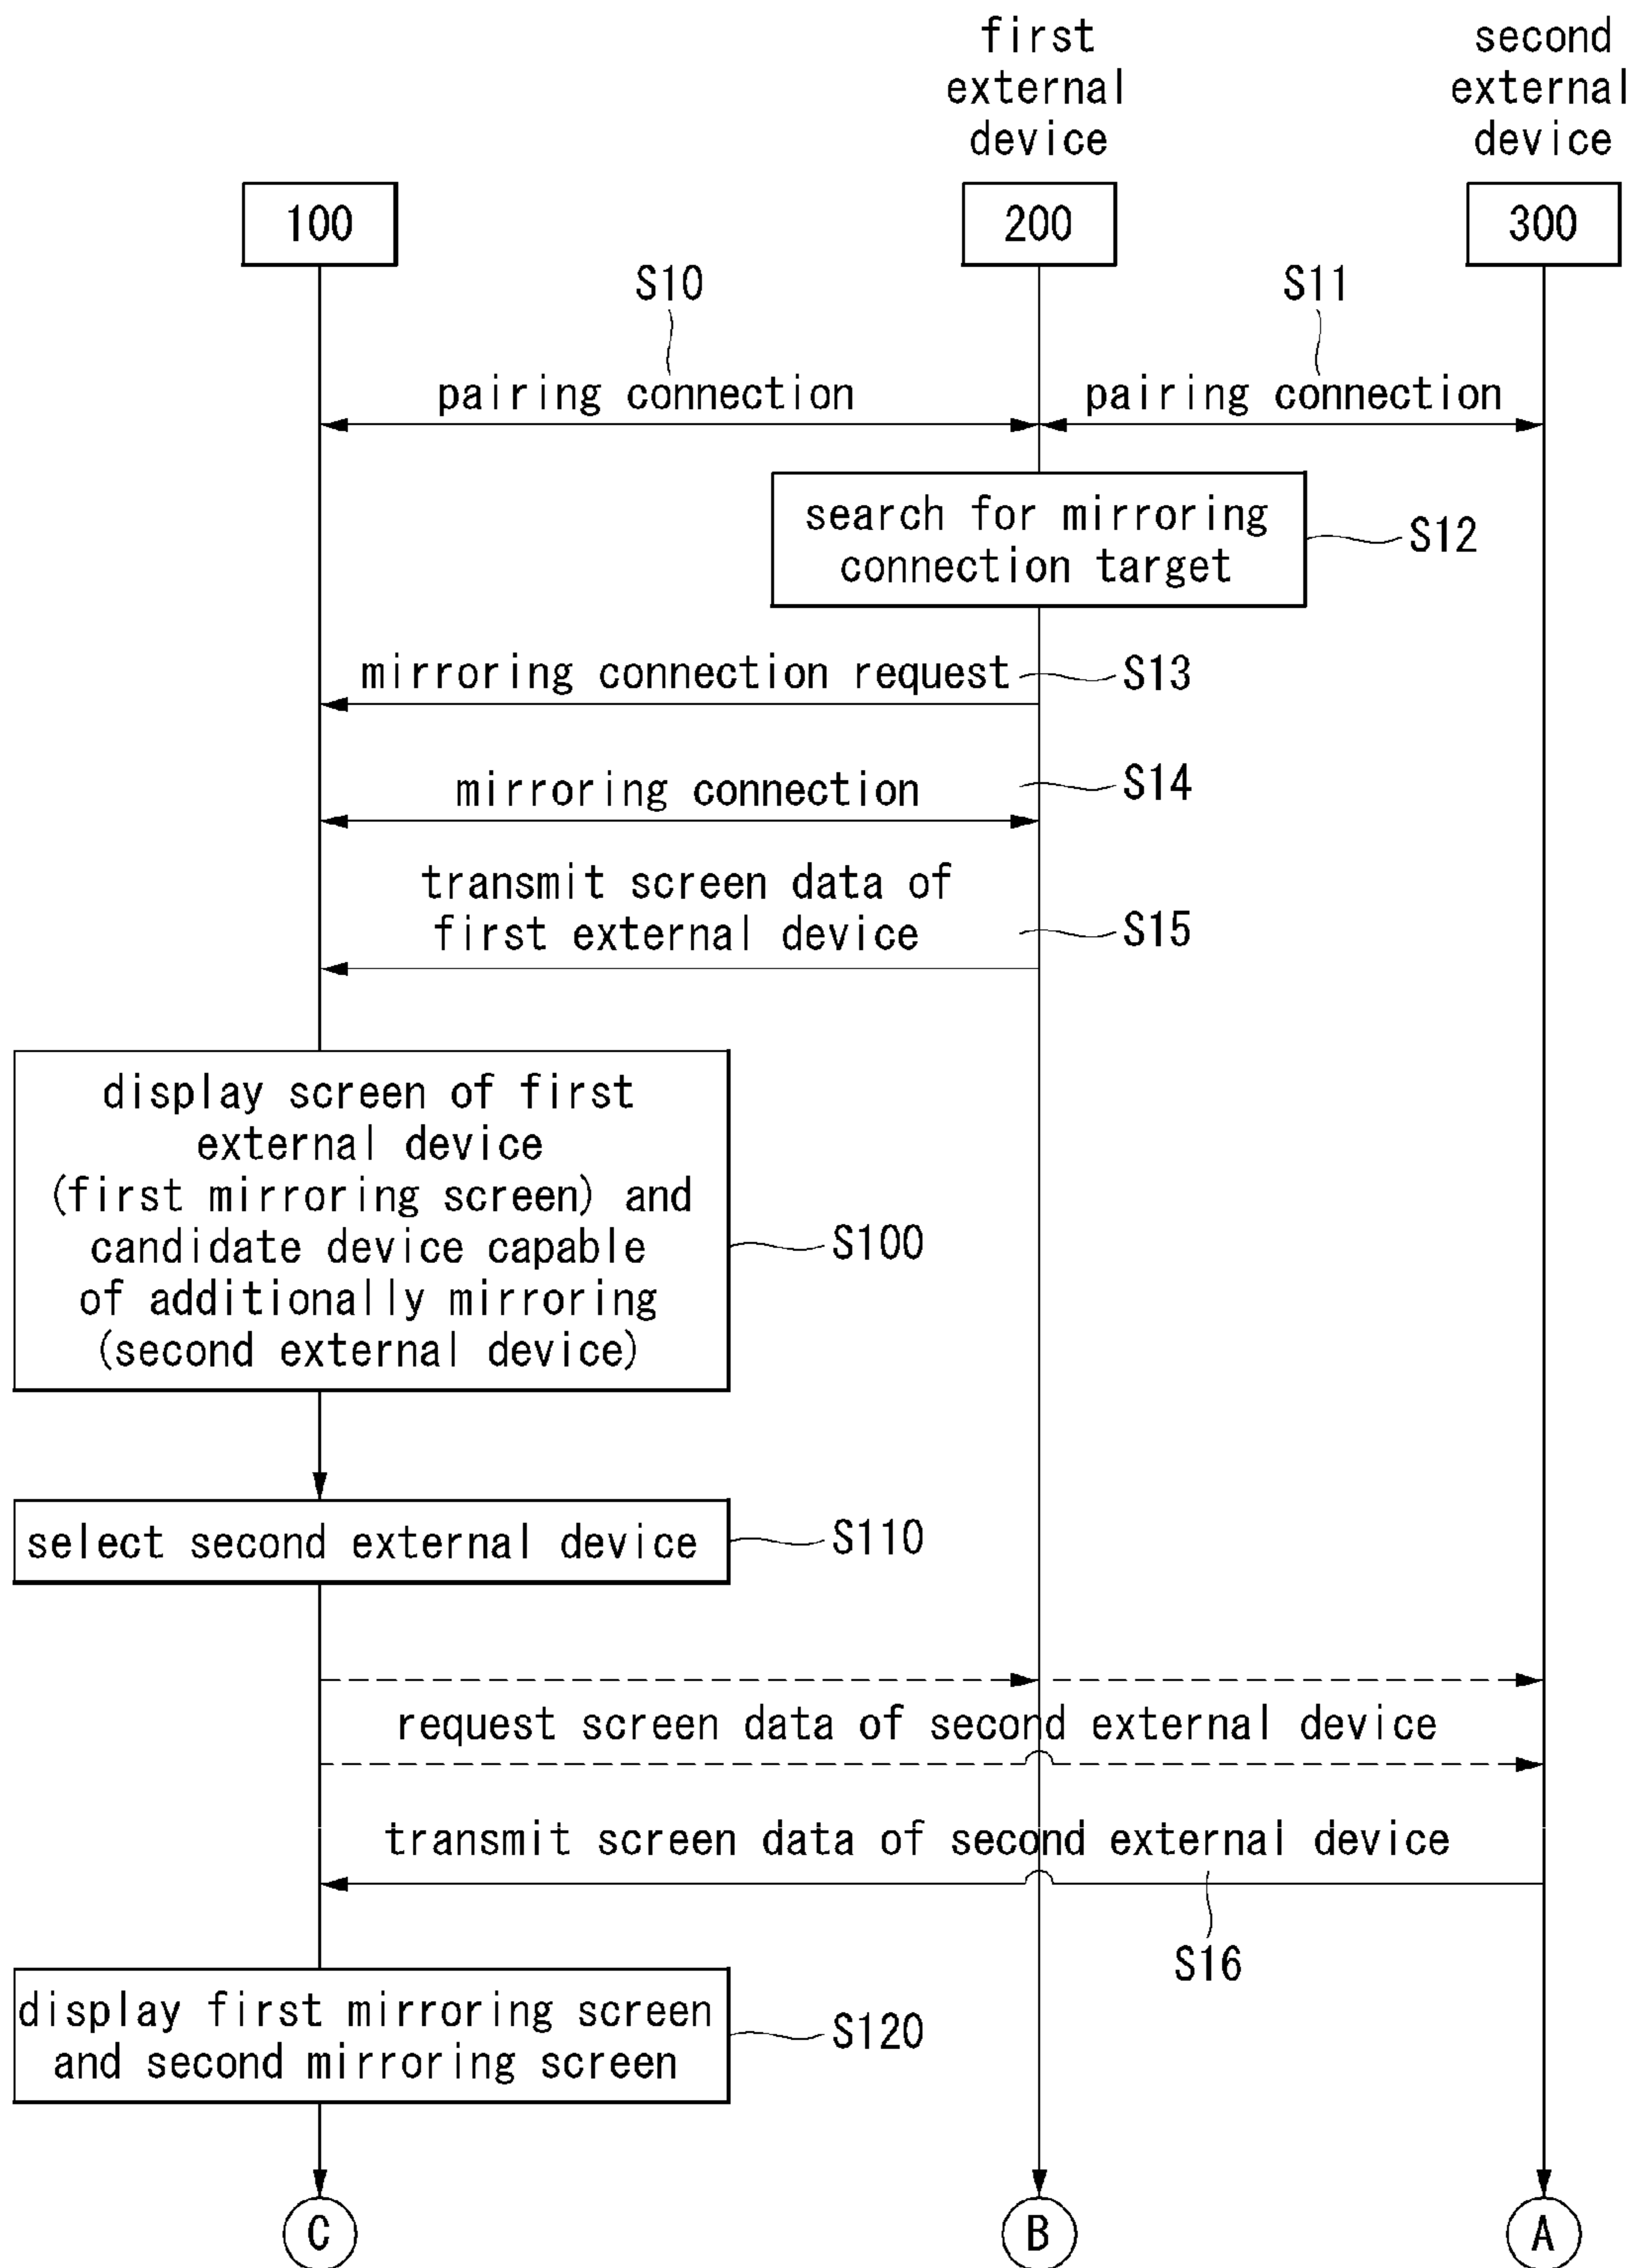 first
external
device
second
external
device
100
200
300
S10
S11
pairing connection
pairing connection
search for mirroring
connection target
S12
mirroring connection request
S13
mirroring connection
S14
transmit screen data of
first external device
S15
display screen of first
external device
(first mirroring screen) and
candidate device capable
of additionally mirroring
(second external device)
S100
select second external device
S110
request screen data of second external device
transmit screen data of second external device
S16
display first mirroring screen
and second mirroring screen
S120
C
B
A